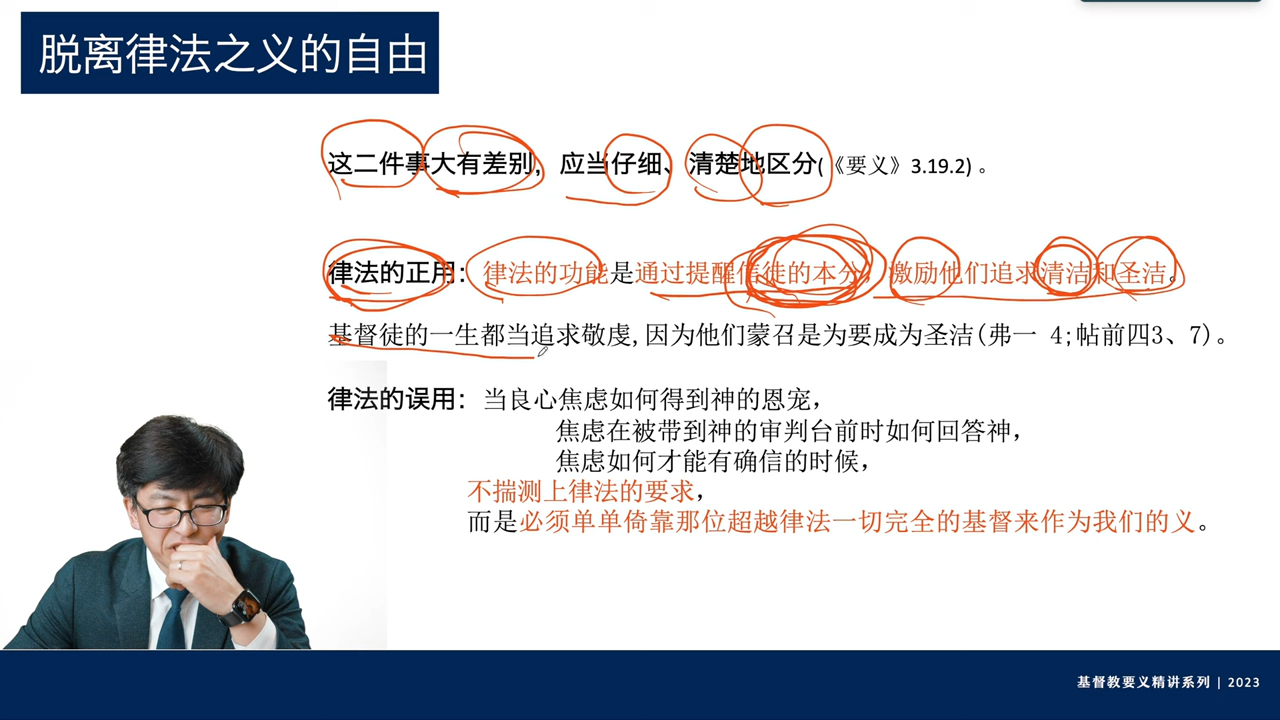 脱离律法之义的自由
这二件事大有差别，应当仔细、清楚地区分(《要义》3.19.2) 。
律法的正用：律法的功能是通过提醒信徒的本分，激励他们追求清洁和圣洁。
基督徒的一生都当追求敬虔,因为他们蒙召是为要成为圣洁(弗一 4;帖前四3、7)。
律法的误用：当良心焦虑如何得到神的恩宠，
焦虑在被带到神的审判台前时如何回答神，
焦虑如何才能有确信的时候，
不揣测上律法的要求，
而是必须单单倚靠那位超越律法一切完全的基督来作为我们的义。
基督教要义精讲系列 | 2023